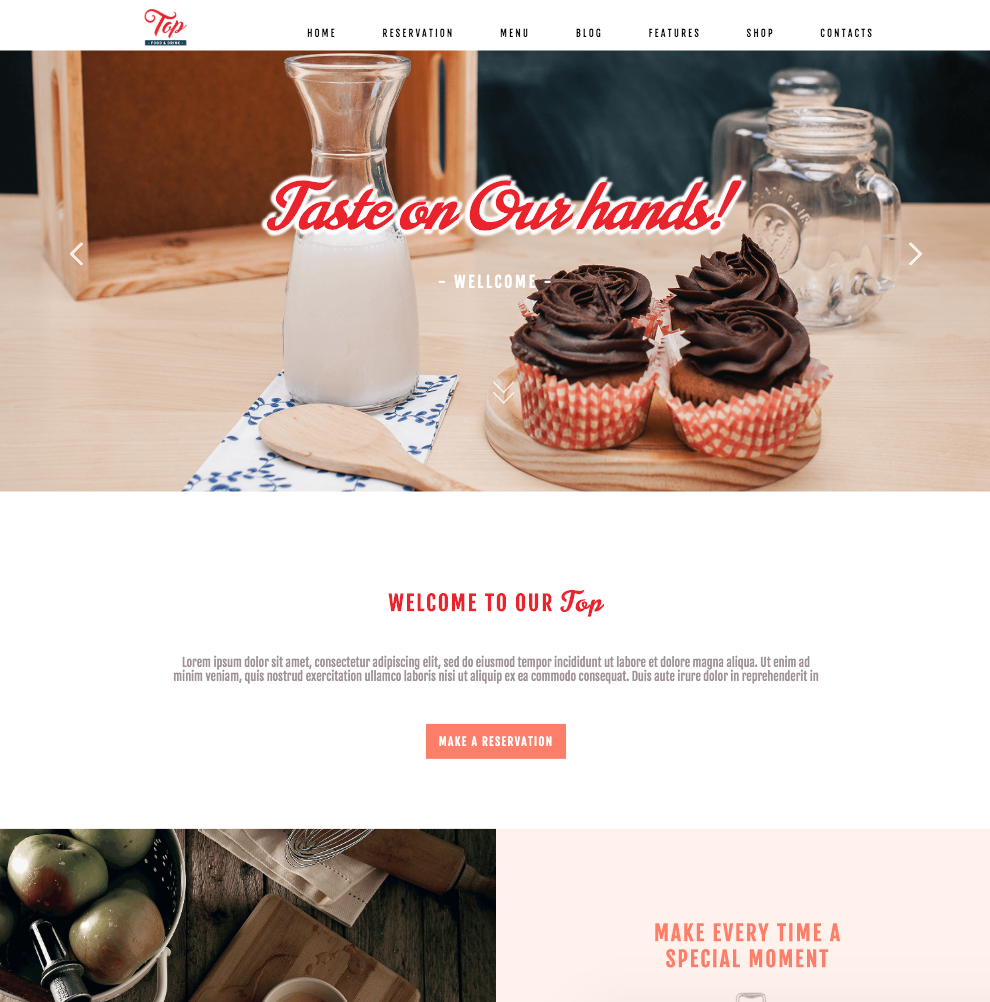 Top
FOOD & DRINK
HOME RESERVATION MENU BLOG FEATURES SHOP CONTACTS
Taste on Our hands!
- WELLCOME -
WELCOME TO OUR Top
Lorem ipsum dolor sit amet, consectetur adipiscing elit, sed do eiusmod tempor incididunt ut labore et dolore magna aliqua. Ut enim ad
minim veniam, quis nostrud exercitation ullamco laboris nisi ut aliquip ex ea commodo consequat. Duis aute irure dolor in reprehenderit in
MAKE A RESERVATION
MAKE EVERY TIME A
SPECIAL MOMENT